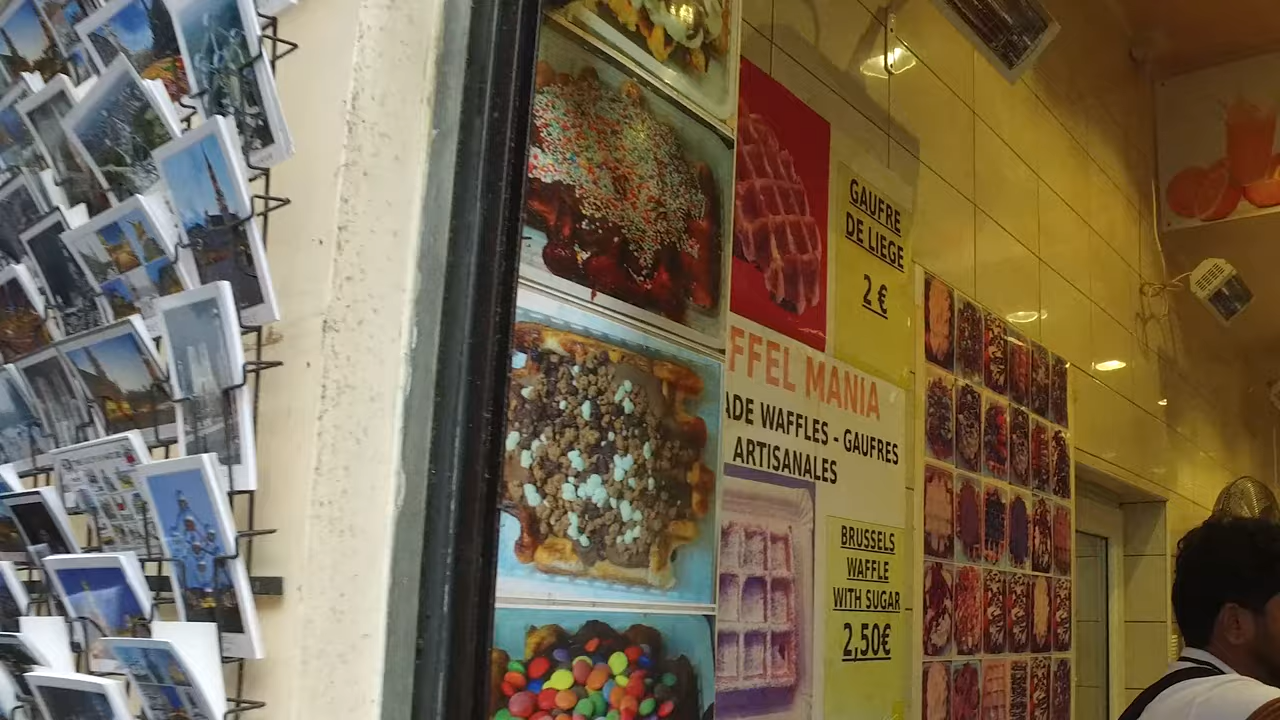 GAUFRE
DE LIEGE
2 €
FFEL MANIA
ADE WAFFLES - GAUFRES
ARTISANALES
BRUSSELS
WAFFLE
WITH SUGAR
2,50€